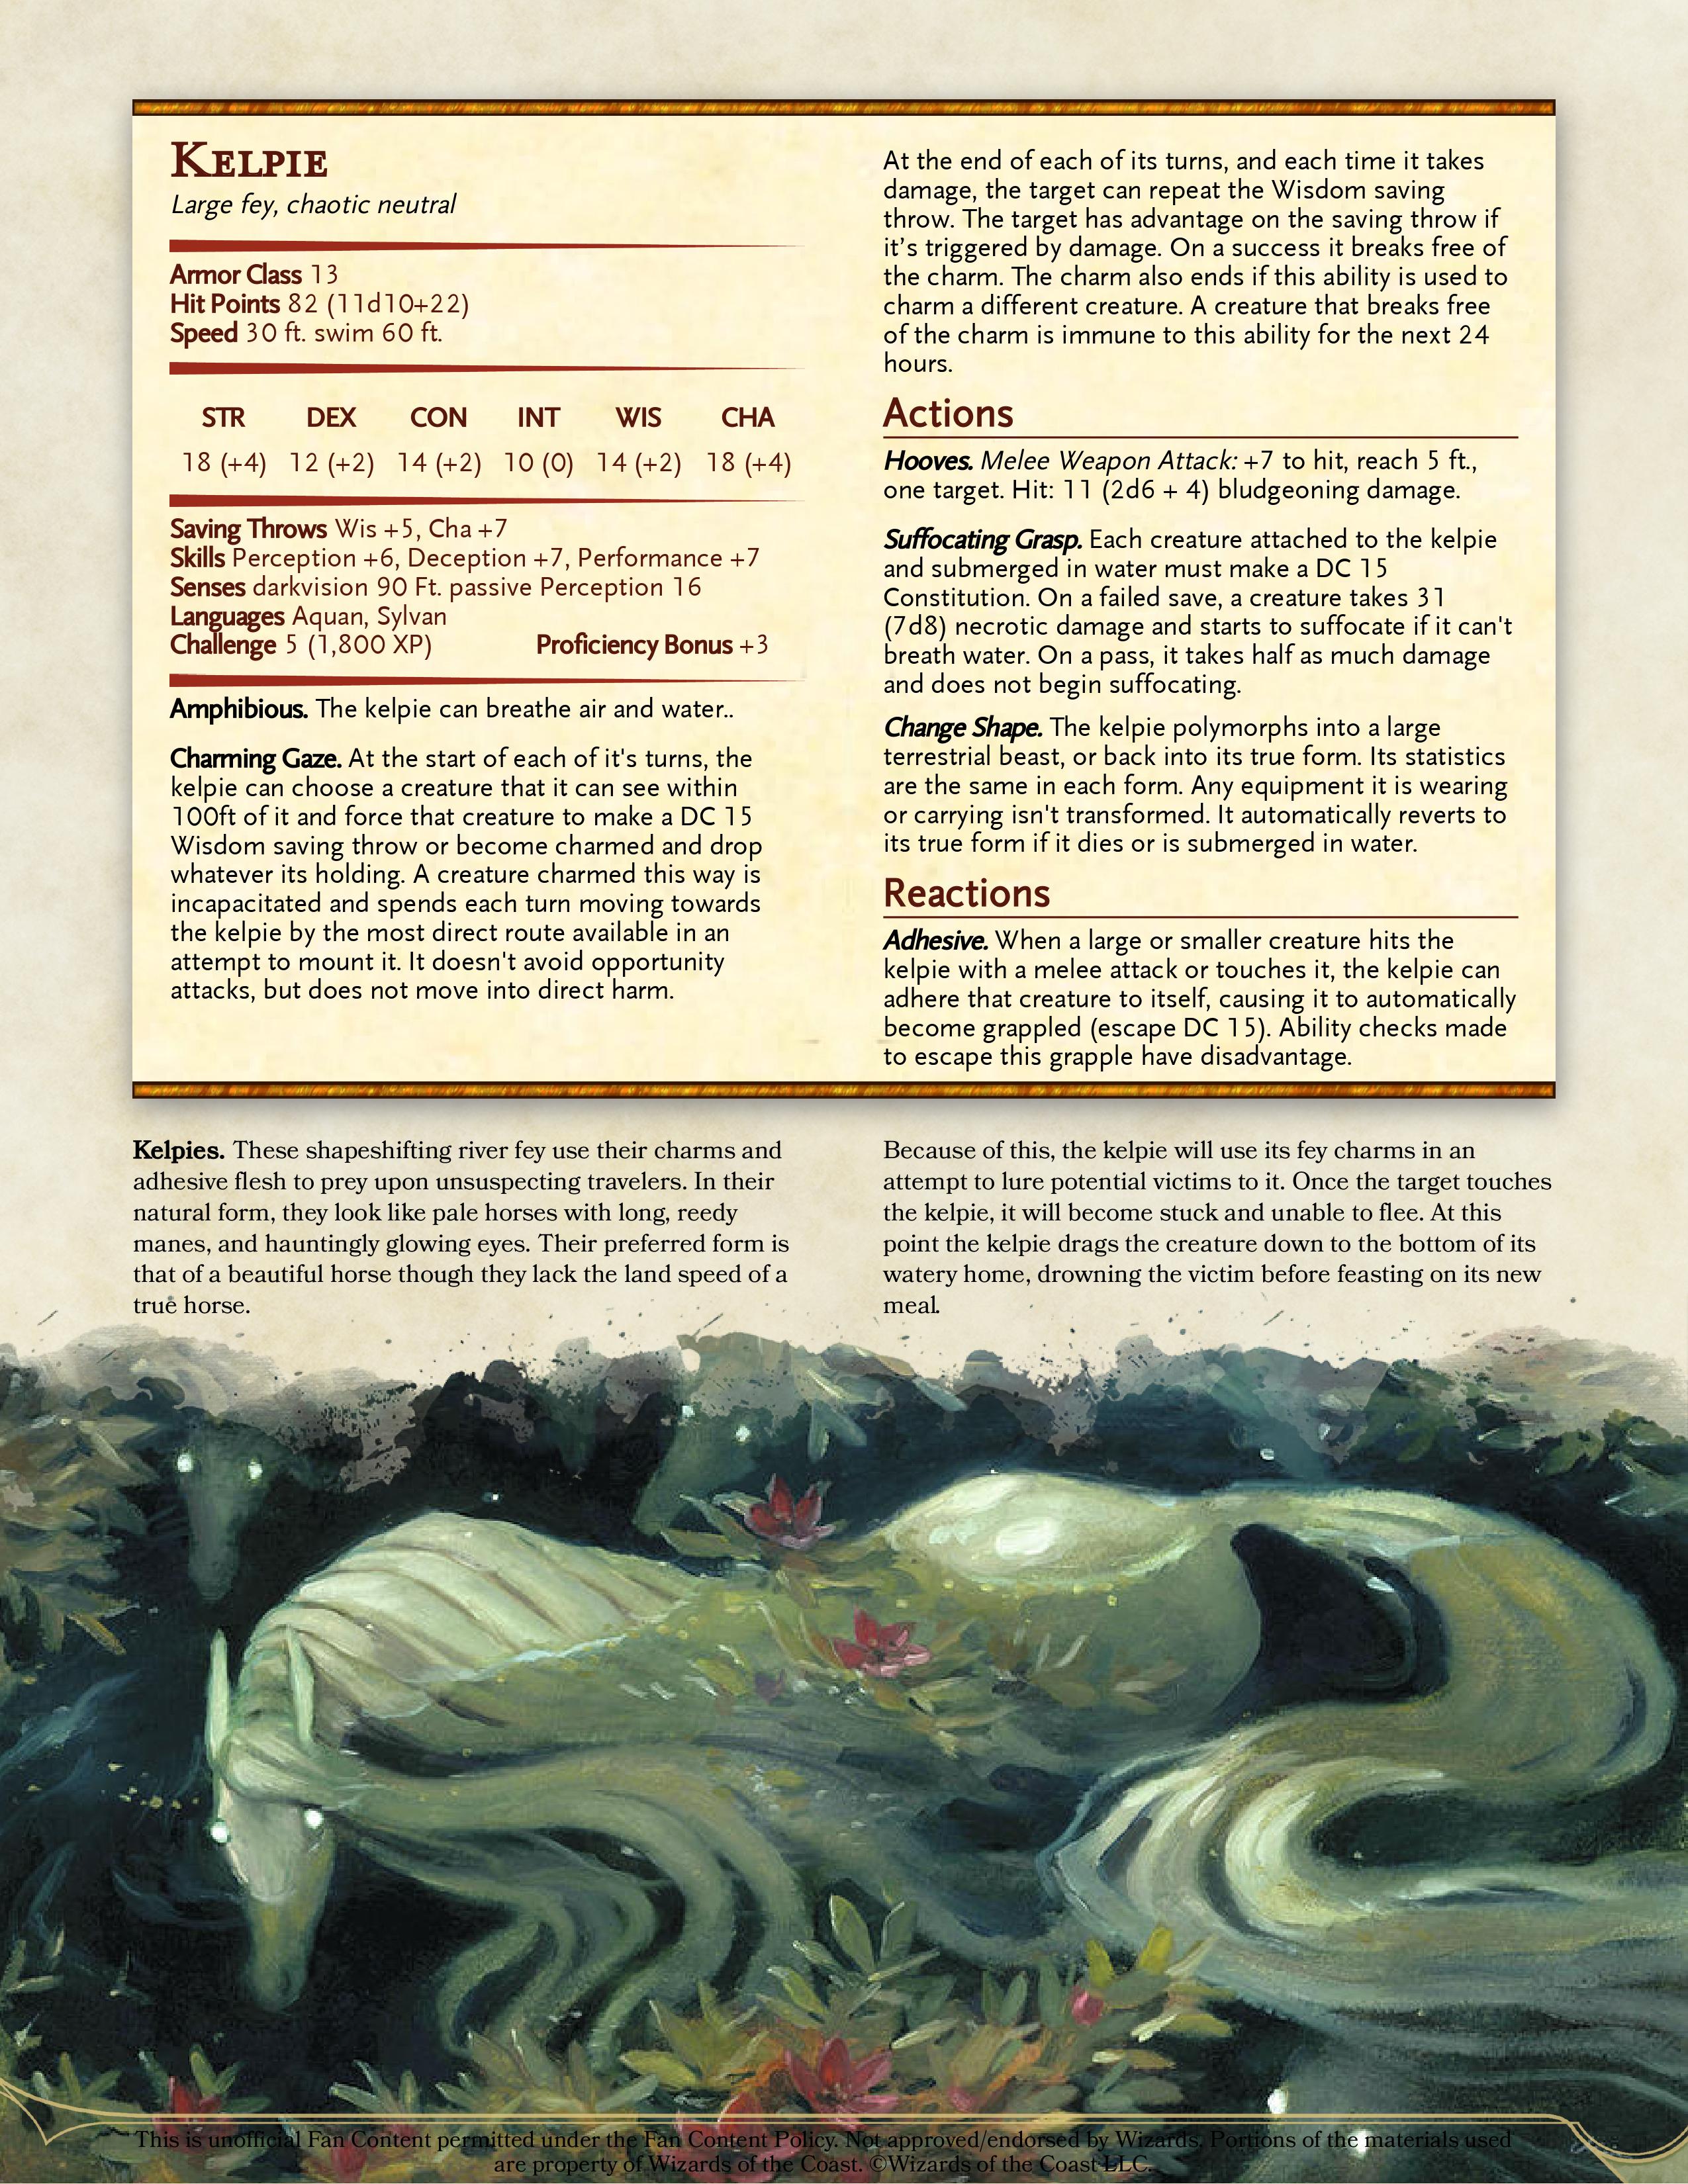 Kelpie
Large fey, chaotic neutral
Armor Class 13
Hit Points 82 (11d10+22)
Speed 30 ft. swim 60 ft.
STR DEX CON INT WIS CHA
18 (+4) 12 (+2) 14 (+2) 10 (0) 14 (+2) 18 (+4)
Saving Throws Wis +5, Cha +7
Skills Perception +6, Deception +7, Performance +7
Senses darkvision 90 Ft. passive Perception 16
Languages Aquan, Sylvan
Challenge 5 (1,800 XP) Proficiency Bonus +3
Amphibious. The kelpie can breathe air and water..
Charming Gaze. At the start of each of it's turns, the
kelpie can choose a creature that it can see within
100ft of it and force that creature to make a DC 15
Wisdom saving throw or become charmed and drop
whatever its holding. A creature charmed this way is
incapacitated and spends each turn moving towards
the kelpie by the most direct route available in an
attempt to mount it. It doesn't avoid opportunity
attacks, but does not move into direct harm.
At the end of each of its turns, and each time it takes
damage, the target can repeat the Wisdom saving
throw. The target has advantage on the saving throw if
it’s triggered by damage. On a success it breaks free of
the charm. The charm also ends if this ability is used to
charm a different creature. A creature that breaks free
of the charm is immune to this ability for the next 24
hours.
Actions
Hooves. Melee Weapon Attack: +7 to hit, reach 5 ft.,
one target. Hit: 11 (2d6 + 4) bludgeoning damage.
Suffocating Grasp. Each creature attached to the kelpie
and submerged in water must make a DC 15
Constitution. On a failed save, a creature takes 31
(7d8) necrotic damage and starts to suffocate if it can't
breath water. On a pass, it takes half as much damage
and does not begin suffocating.
Change Shape. The kelpie polymorphs into a large
terrestrial beast, or back into its true form. Its statistics
are the same in each form. Any equipment it is wearing
or carrying isn't transformed. It automatically reverts to
its true form if it dies or is submerged in water.
Reactions
Adhesive. When a large or smaller creature hits the
kelpie with a melee attack or touches it, the kelpie can
adhere that creature to itself, causing it to automatically
become grappled (escape DC 15). Ability checks made
to escape this grapple have disadvantage.
Kelpies. These shapeshifting river fey use their charms and
adhesive flesh to prey upon unsuspecting travelers. In their
natural form, they look like pale horses with long, reedy
manes, and hauntingly glowing eyes. Their preferred form is
that of a beautiful horse though they lack the land speed of a
true horse.
Because of this, the kelpie will use its fey charms in an
attempt to lure potential victims to it. Once the target touches
the kelpie, it will become stuck and unable to flee. At this
point the kelpie drags the creature down to the bottom of its
watery home, drowning the victim before feasting on its new
meal.
This is unofficial Fan Content permitted under the Fan Content Policy. Not approved/endorsed by Wizards. Portions of the materials used
are property of Wizards of the Coast. ©Wizards of the Coast LLC.